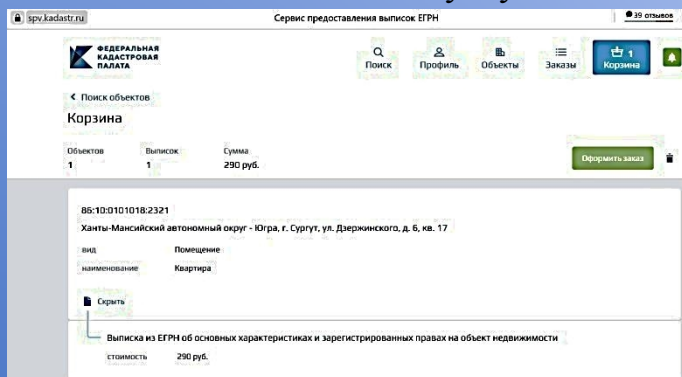 spv.kadastr.ru
Сервис предоставления выписок ЕГРН
39 отзывов
ФЕДЕРАЛЬНАЯ
КАДАСТРОВАЯ
ПАЛАТА
Поиск
Профиль
Объекты
Заказы
1
Корзина
Поиск объектов
Корзина
Объектов Выписок Сумма
1 1 290 руб.
Оформить заказ
86:10:0101018:2321
Ханты-Мансийский автономный округ - Югра, г. Сургут, ул. Дзержинского, д. 6, кв. 17
вид Помещение
наименование Квартира
Скрыть
Выписка из ЕГРН об основных характеристиках и зарегистрированных правах на объект недвижимости
стоимость 290 руб.